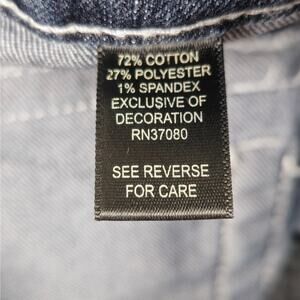 72% COTTON
27% POLYESTER
1% SPANDEX
EXCLUSIVE OF
DECORATION
RN37080
SEE REVERSE
FOR CARE